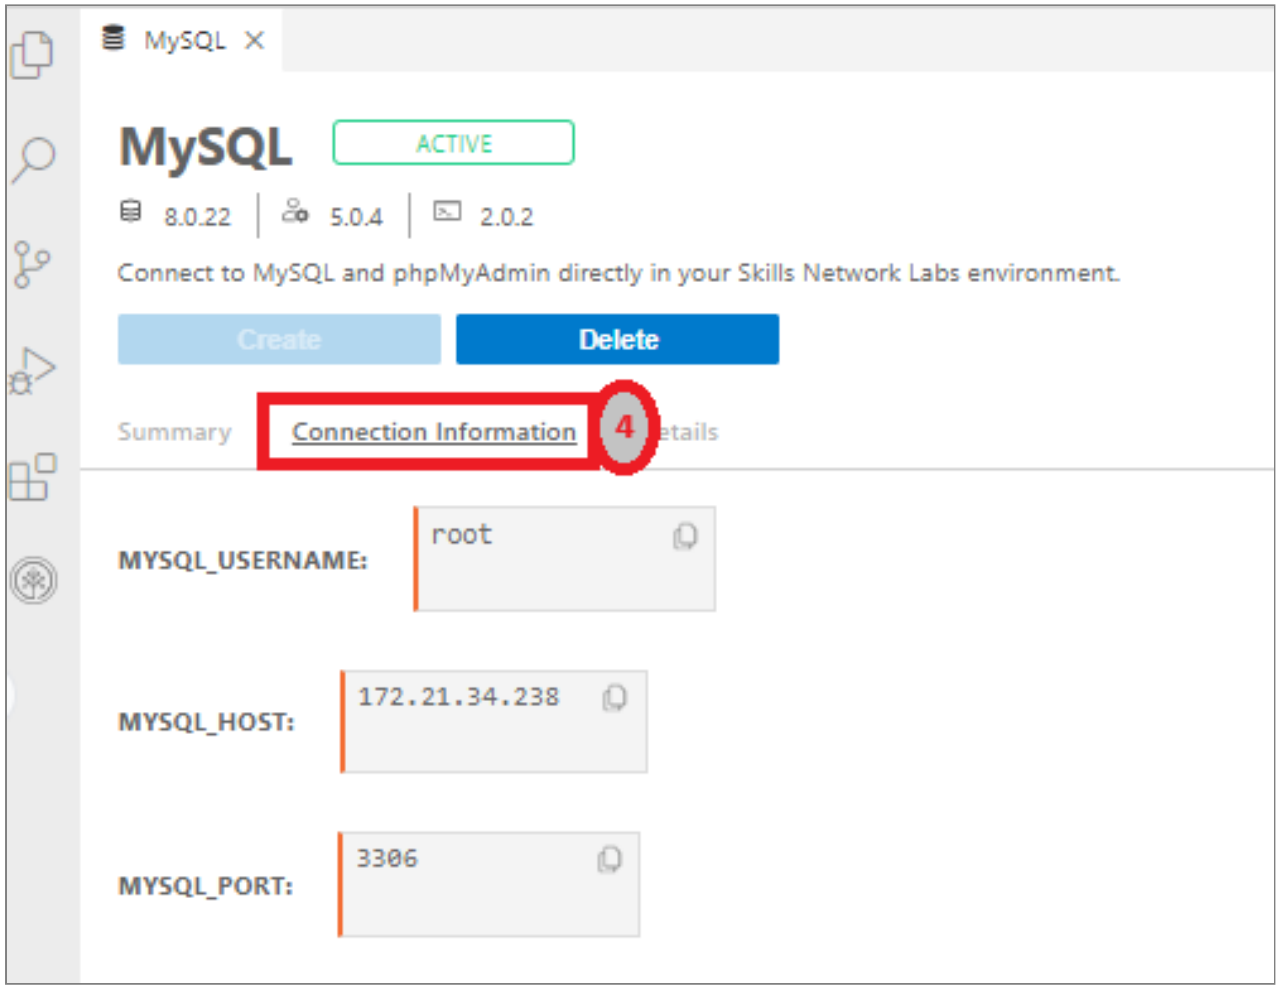 MySQL
MySQL ACTIVE
8.0.22 5.0.4 2.0.2
Connect to MySQL and phpMyAdmin directly in your Skills Network Labs environment.
Create Delete
Summary Connection Information 4 etails
MYSQL_USERNAME: root
MYSQL_HOST: 172.21.34.238
MYSQL_PORT: 3306